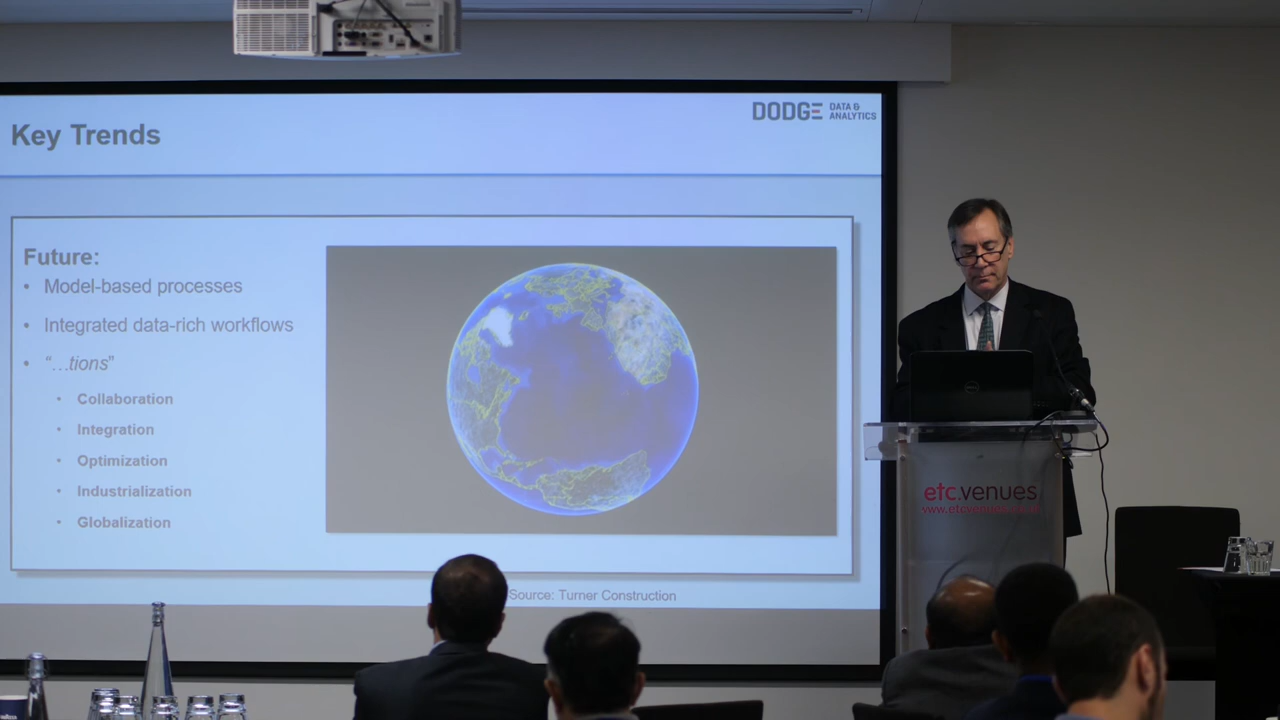 DODGE DATA &
ANALYTICS
Key Trends
Future:
• Model-based processes
• Integrated data-rich workflows
• “…tions”
• Collaboration
• Integration
• Optimization
• Industrialization
• Globalization
Source: Turner Construction
DELL
etc.venues